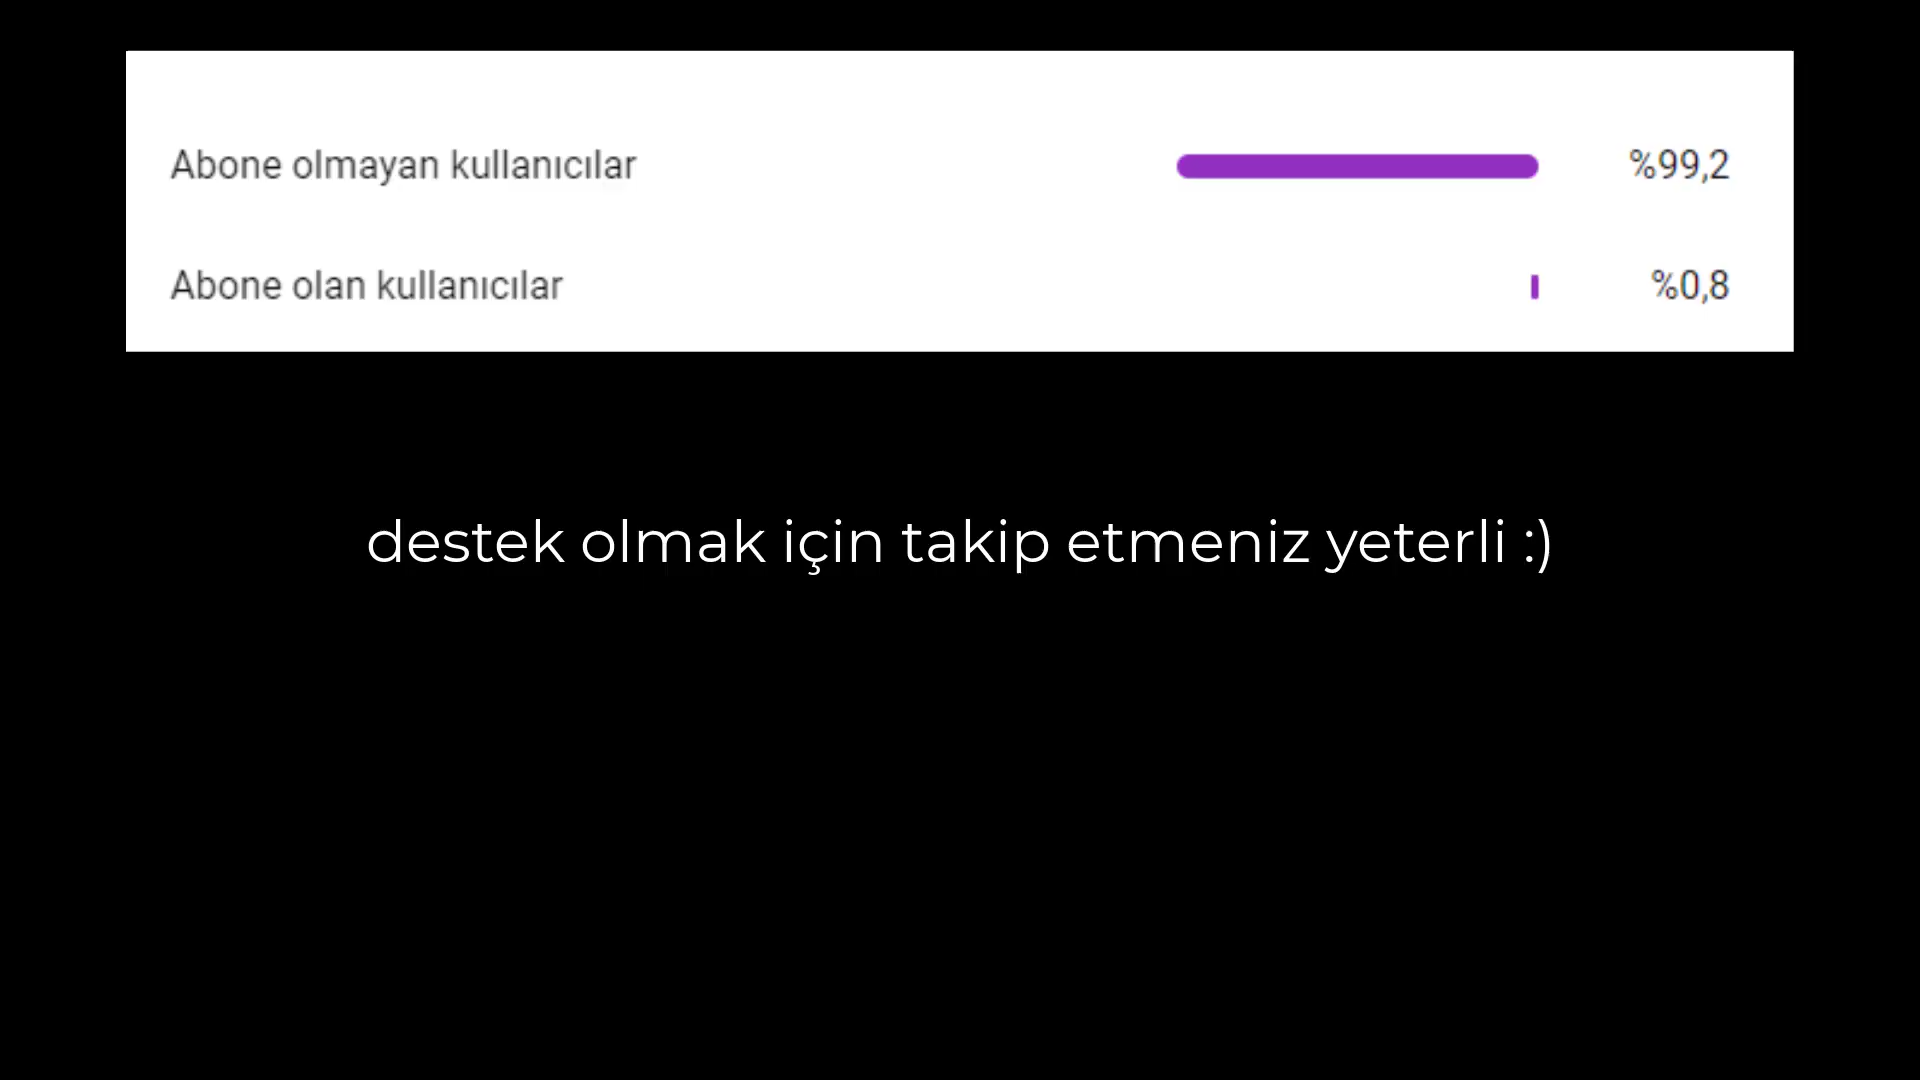 Abone olmayan kullanıcılar %99,2
Abone olan kullanıcılar %0,8
destek olmak için takip etmeniz yeterli :)